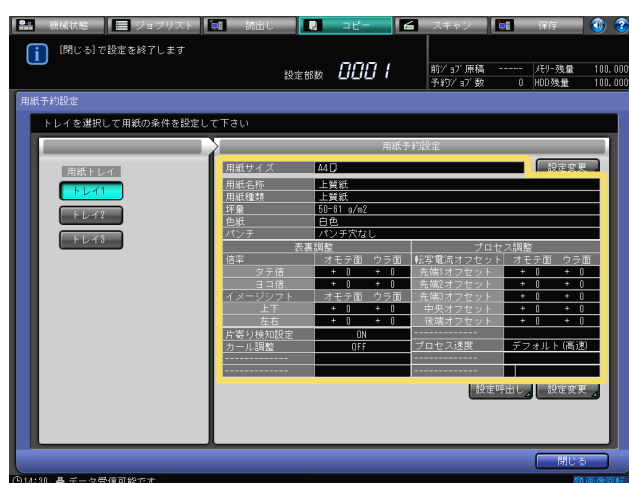 機械状態 ジョブリスト 読出し コピー スキャン 保存
[閉じる]で設定を終了します
設定部数 0001
前ジョブ原稿 ----- メモリー残量 100.000
予約ジョブ数 0 HDD残量 100.000
用紙予約設定
トレイを選択して用紙の条件を設定して下さい
用紙トレイ
トレイ1
トレイ2
トレイ3
用紙予約設定
用紙サイズ A4 設定変更
用紙名称 上質紙
用紙種類 上質紙
坪量 50-61 g/m2
色紙 白色
パンチ パンチ穴なし
表裏調整 プロセス調整
倍率 オモテ面 ウラ面 転写電流オフセット オモテ面 ウラ面
タテ倍 + 0 + 0 先端1オフセット + 0 + 0
ヨコ倍 + 0 + 0 先端2オフセット + 0 + 0
イメージシフト オモテ面 ウラ面 先端3オフセット + 0 + 0
上下 + 0 + 0 中央オフセット + 0 + 0
左右 + 0 + 0 後端オフセット + 0 + 0
片寄り検知設定 ON -------------
カール調整 OFF プロセス速度 デフォルト(高速)
------------- -------------
------------- -------------
設定呼出し 設定変更
閉じる
14:30 データ受信可能です 画像回転